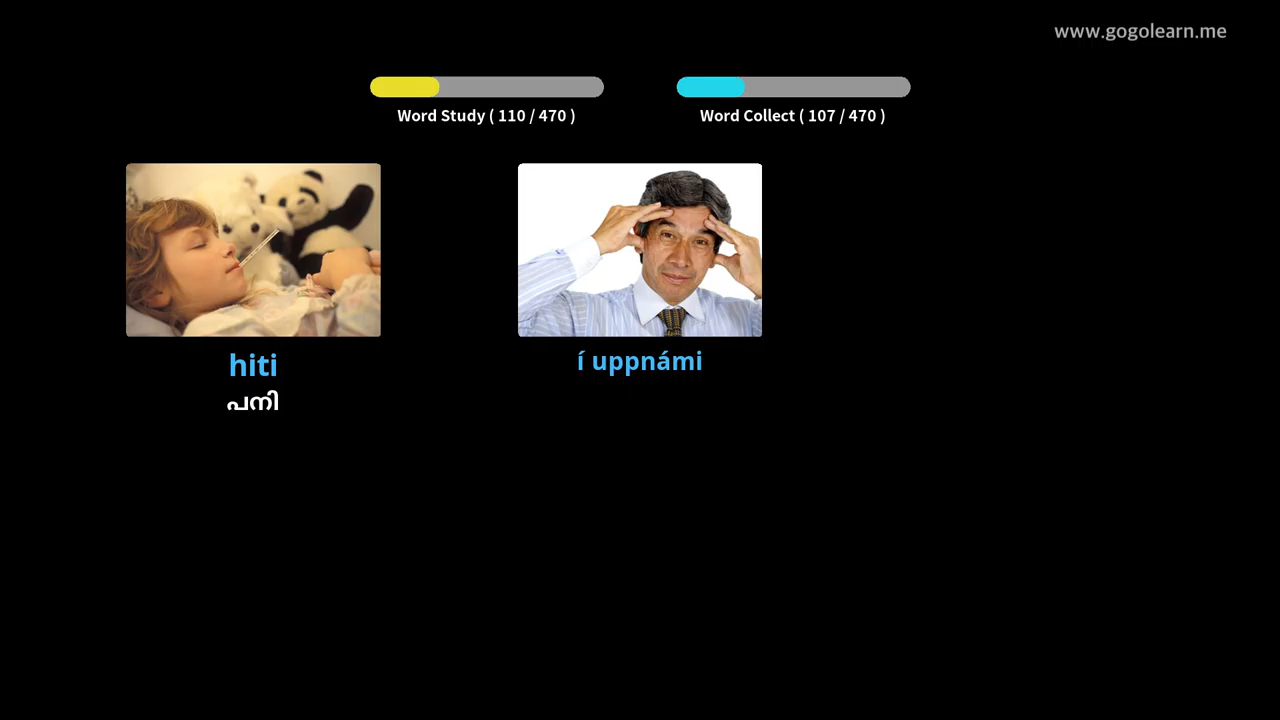 www.gogolearn.me
Word Study ( 110 / 470 )
Word Collect ( 107 / 470 )
hiti
പനി
í uppnámi